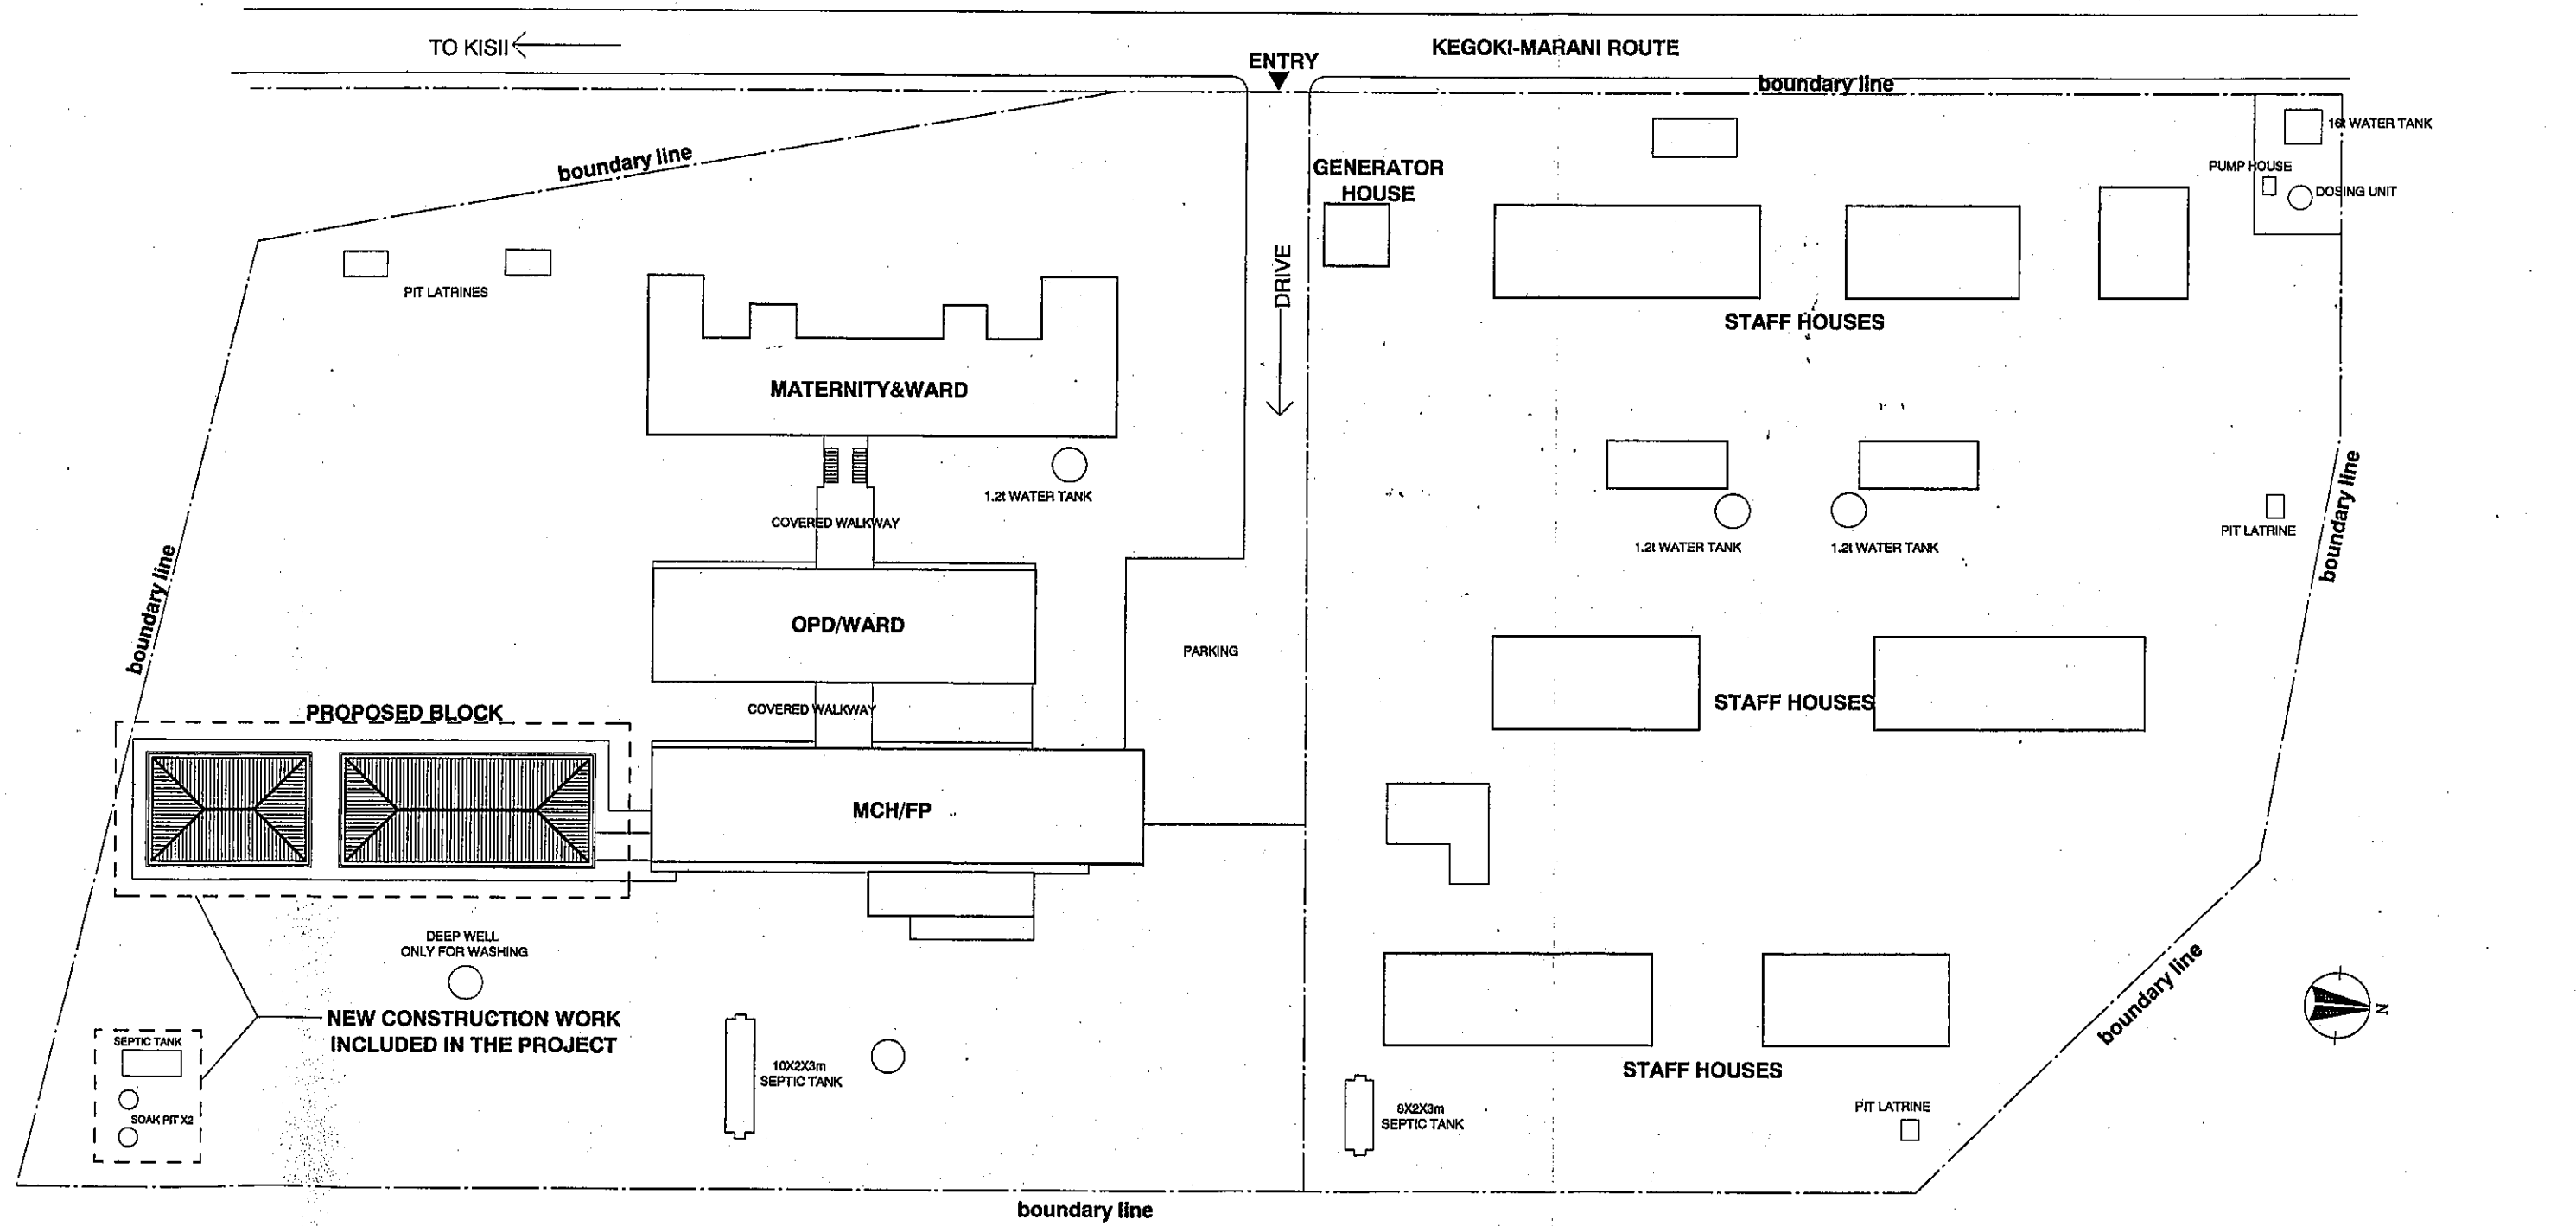 TO KISII
KEGOKI-MARANI ROUTE
ENTRY
boundary line
16t WATER TANK
PUMP HOUSE
DOSING UNIT
boundary line
GENERATOR
HOUSE
DRIVE
PIT LATRINES
STAFF HOUSES
MATERNITY&WARD
1.2t WATER TANK
COVERED WALKWAY
1.2t WATER TANK
1.2t WATER TANK
PIT LATRINE
boundary line
boundary line
OPD/WARD
PARKING
COVERED WALKWAY
STAFF HOUSES
PROPOSED BLOCK
MCH/FP
DEEP WELL
ONLY FOR WASHING
NEW CONSTRUCTION WORK
INCLUDED IN THE PROJECT
SEPTIC TANK
SOAK PIT X2
10X2X3m
SEPTIC TANK
8X2X3m
SEPTIC TANK
STAFF HOUSES
PIT LATRINE
boundary line
N
boundary line